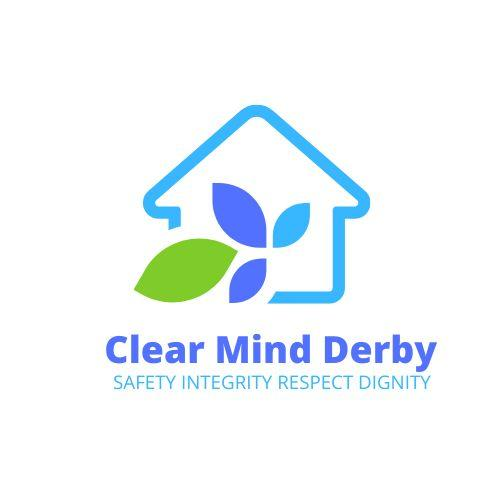 Clear Mind Derby
SAFETY INTEGRITY RESPECT DIGNITY